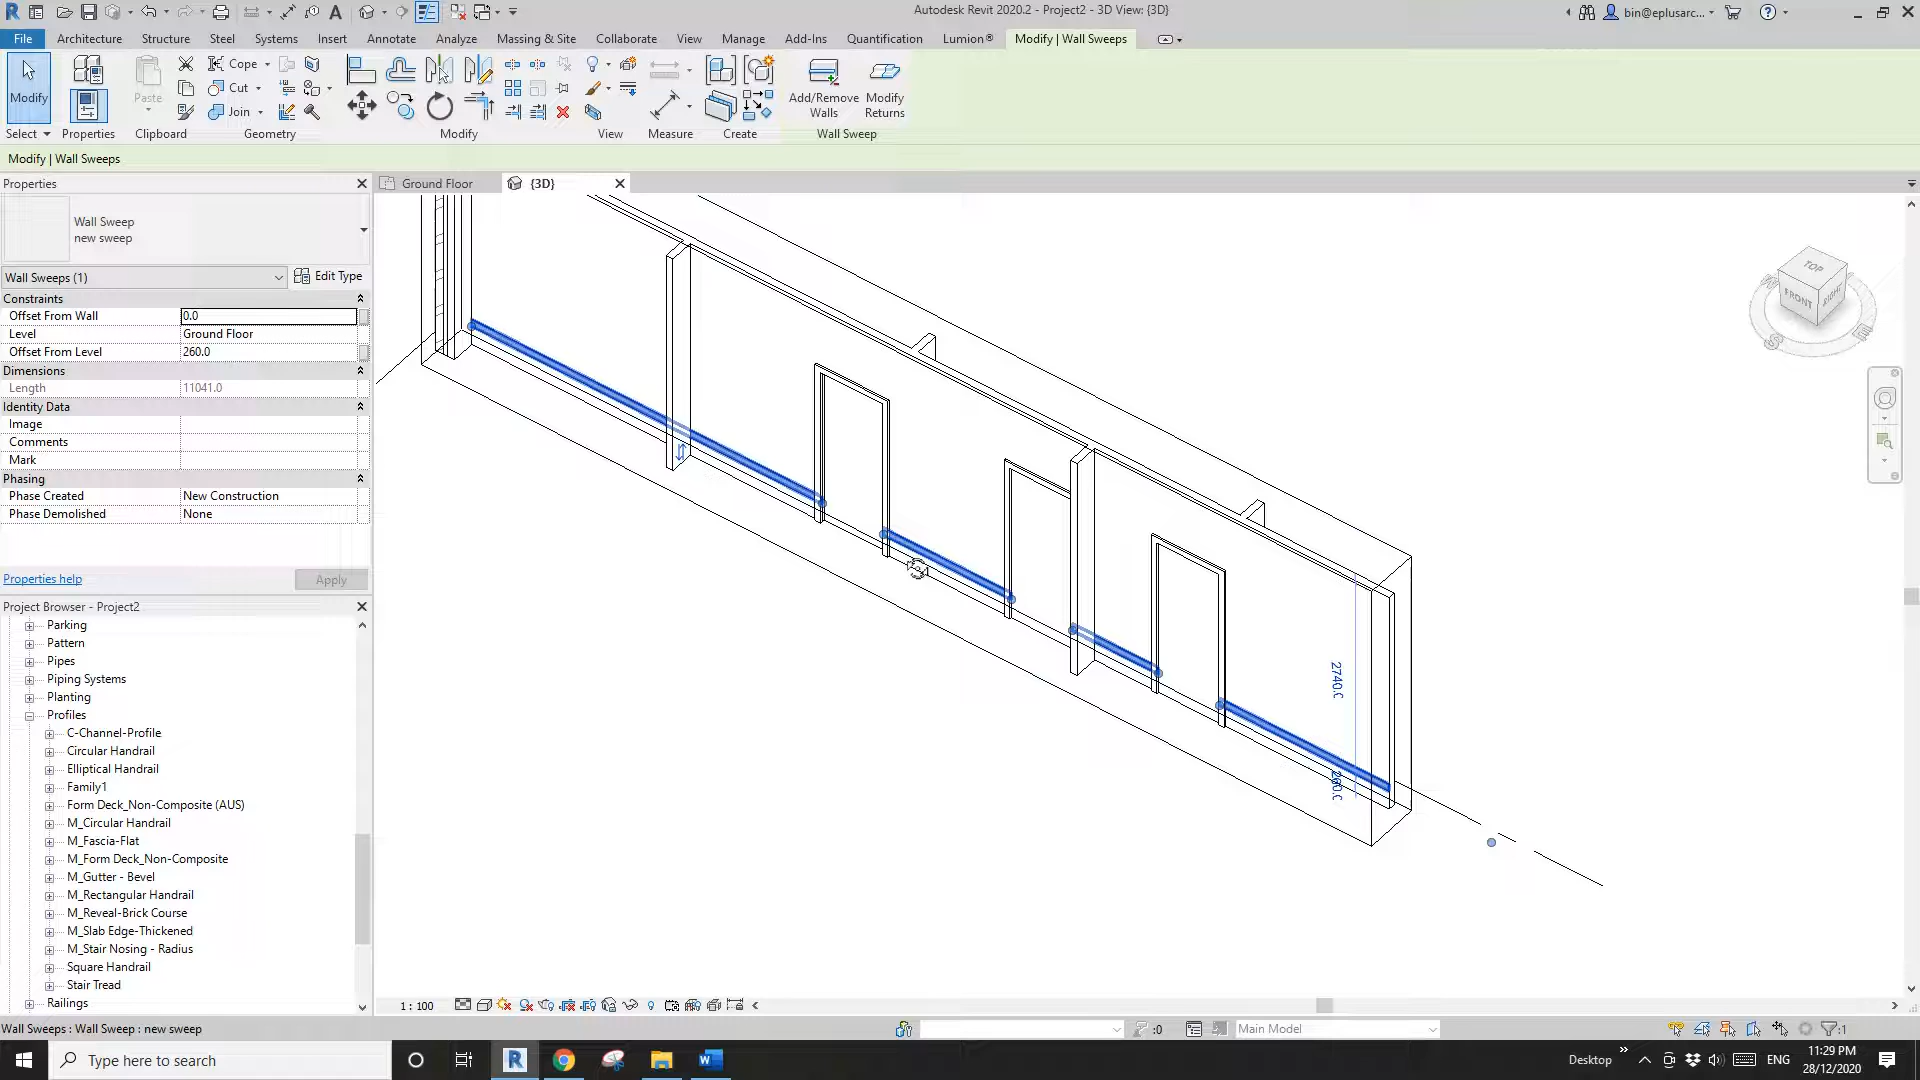 Autodesk Revit 2020.2 - Project2 - 3D View: {3D}
bin@eplusarc...
File
Architecture
Structure
Steel
Systems
Insert
Annotate
Analyze
Massing & Site
Collaborate
View
Manage
Add-Ins
Quantification
Lumion®
Modify | Wall Sweeps
Modify
Paste
Cope
Cut
Join
Add/Remove
Walls
Modify
Returns
Select
Properties
Clipboard
Geometry
Modify
View
Measure
Create
Wall Sweep
Modify | Wall Sweeps
Properties
Ground Floor
{3D}
Wall Sweep
new sweep
Wall Sweeps (1)
Edit Type
Constraints
Offset From Wall 0.0
Level Ground Floor
Offset From Level 260.0
Dimensions
Length 11041.0
Identity Data
Image
Comments
Mark
Phasing
Phase Created New Construction
Phase Demolished None
Properties help
Apply
Project Browser - Project2
Parking
Pattern
Pipes
Piping Systems
Planting
Profiles
C-Channel-Profile
Circular Handrail
Elliptical Handrail
Family1
Form Deck_Non-Composite (AUS)
M_Circular Handrail
M_Fascia-Flat
M_Form Deck_Non-Composite
M_Gutter - Bevel
M_Rectangular Handrail
M_Reveal-Brick Course
M_Slab Edge-Thickened
M_Stair Nosing - Radius
Square Handrail
Stair Tread
Railings
TOP
FRONT
RIGHT
W
S
E
2740.0
260.0
1 : 100
Wall Sweeps : Wall Sweep : new sweep
:0
Main Model
:1
Type here to search
Desktop
ENG
11:29 PM
28/12/2020